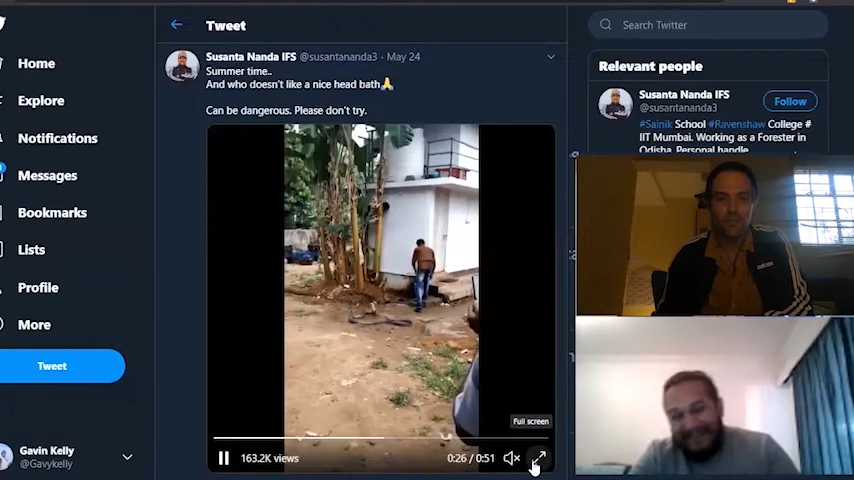 Tweet
Search Twitter
Home
Explore
Notifications
Messages
Bookmarks
Lists
Profile
More
Tweet
Gavin Kelly
@Gavykelly
Susanta Nanda IFS @susantananda3 · May 24
Summer time..
And who doesn't like a nice head bath🙏
Can be dangerous. Please don't try.
Full screen
163.2K views
0:26 / 0:51
Relevant people
Susanta Nanda IFS
@susantananda3
Follow
#Sainik School #Ravenshaw College #
IIT Mumbai. Working as a Forester in
Odisha. Personal handle
adidas